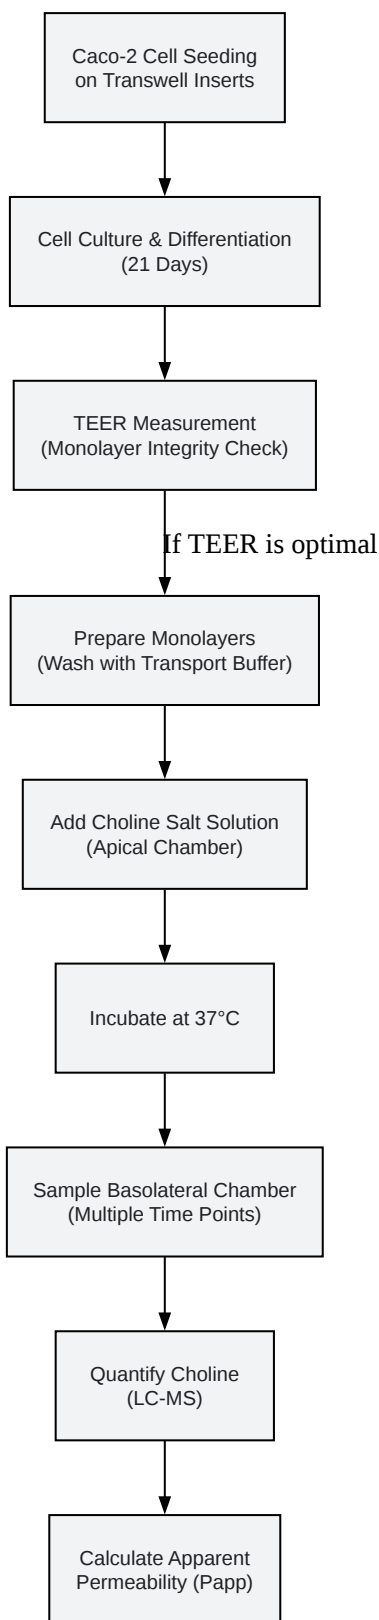 Caco-2 Cell Seeding
on Transwell Inserts
Cell Culture & Differentiation
(21 Days)
TEER Measurement
(Monolayer Integrity Check)
If TEER is optimal
Prepare Monolayers
(Wash with Transport Buffer)
Add Choline Salt Solution
(Apical Chamber)
Incubate at 37°C
Sample Basolateral Chamber
(Multiple Time Points)
Quantify Choline
(LC-MS)
Calculate Apparent
Permeability (Papp)